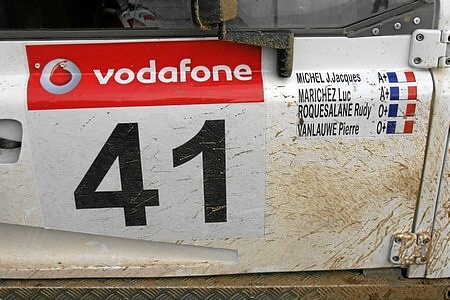 vodafone
41
MICHEL J.Jacques A+
MARICHEZ Luc A+
ROQUESALANE Rudy O+
VANLAUWE Pierre O+